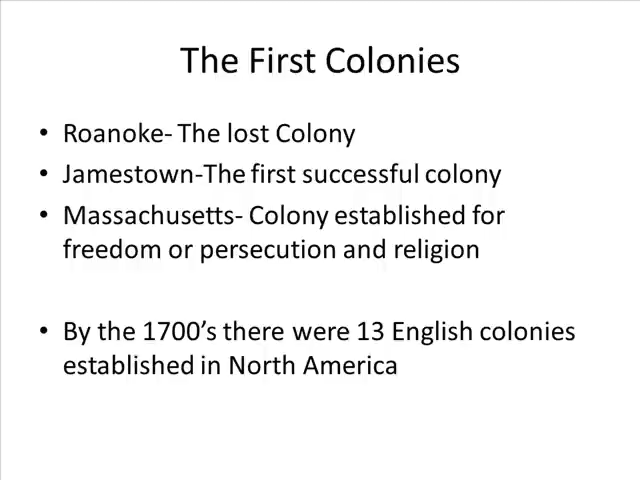 The First Colonies
• Roanoke- The lost Colony
• Jamestown-The first successful colony
• Massachusetts- Colony established for
freedom or persecution and religion
• By the 1700’s there were 13 English colonies
established in North America